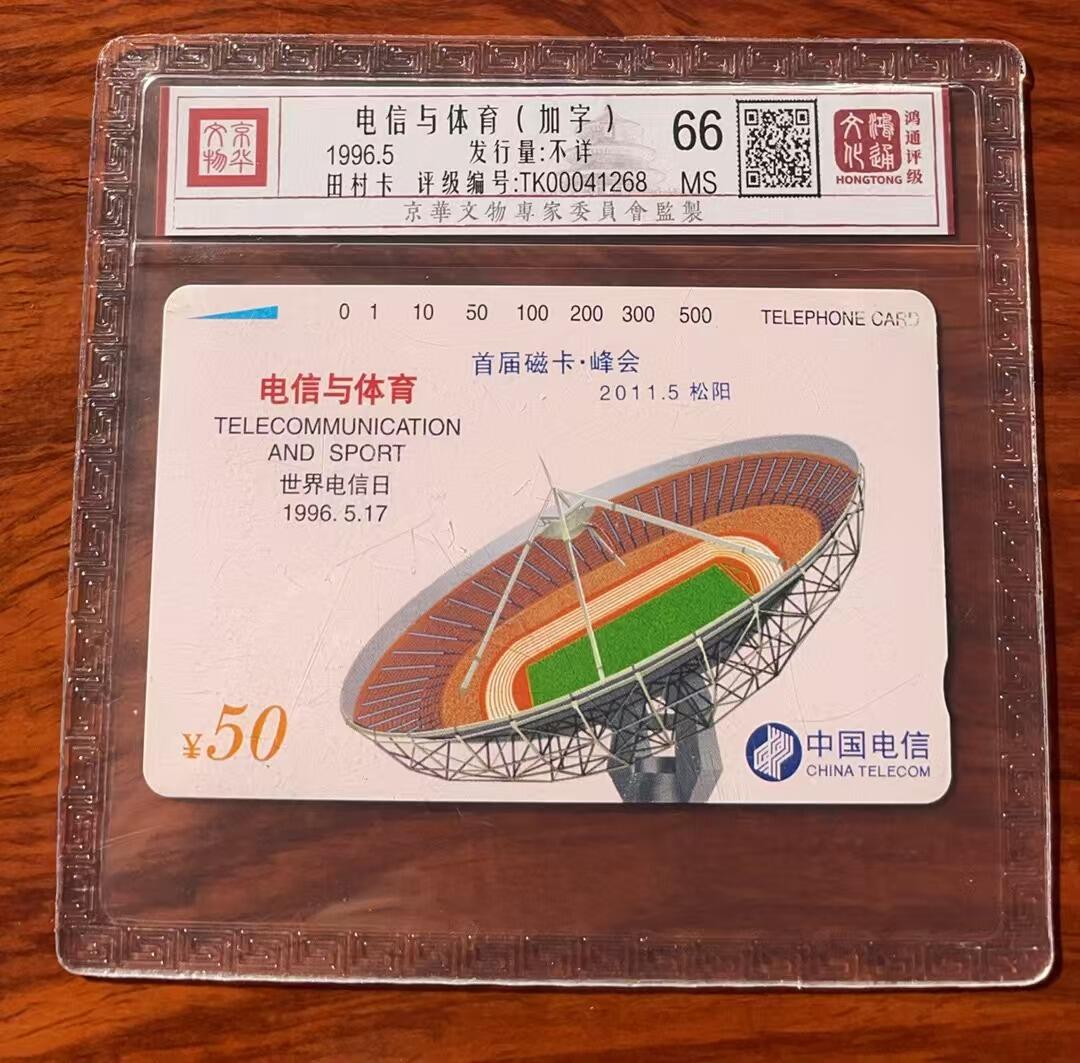 京华
文物
电信与体育(加字)
1996.5 发行量:不详
田村卡 评级编号:TK00041268
66
MS
鸿通
文化
HONGTONG
鸿通评级
京華文物專家委員會監製
0 1 10 50 100 200 300 500 TELEPHONE CARD
首届磁卡·峰会
2011.5 松阳
电信与体育
TELECOMMUNICATION
AND SPORT
世界电信日
1996.5.17
¥50
中国电信
CHINA TELECOM